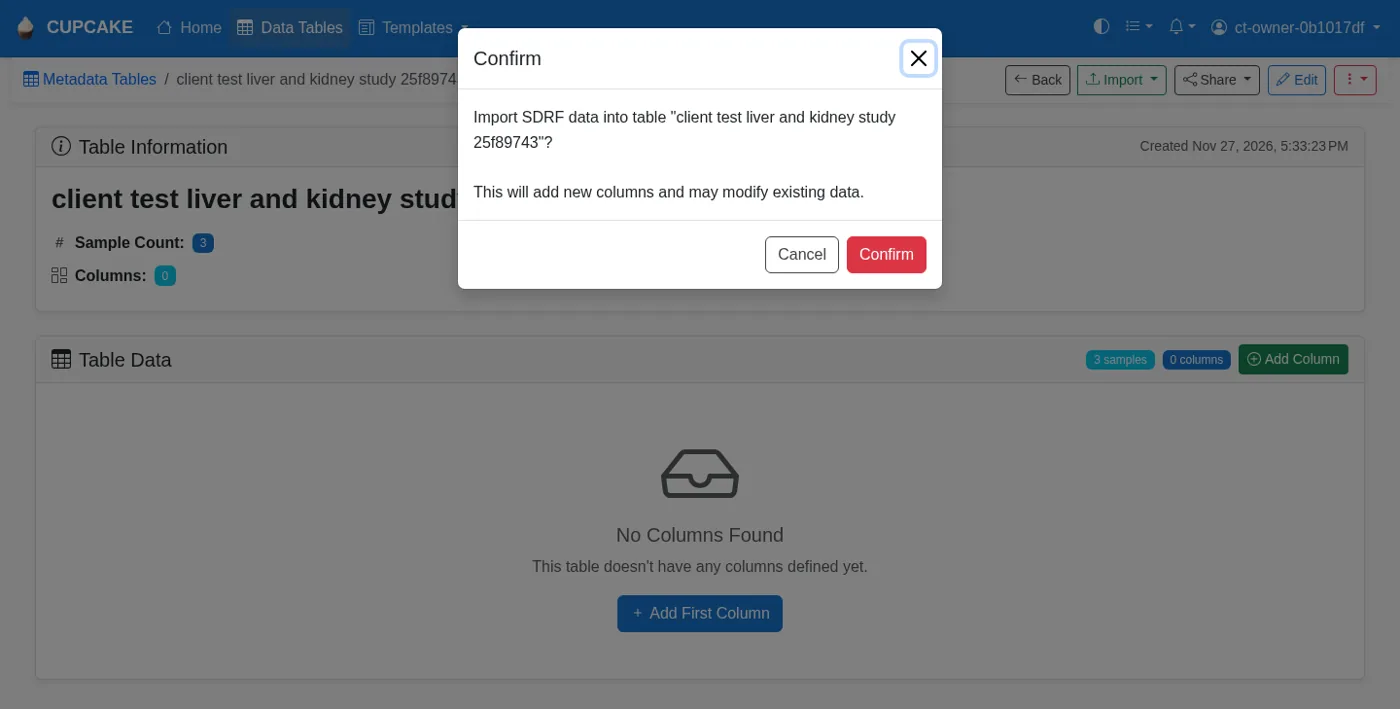 CUPCAKE
Home
Data Tables
Templates
ct-owner-0b1017df
Metadata Tables / client test liver and kidney study 25f8974
Back
Import
Share
Edit
Confirm
Import SDRF data into table "client test liver and kidney study
25f89743"?
This will add new columns and may modify existing data.
Cancel
Confirm
Table Information
Created Nov 27, 2026, 5:33:23 PM
client test liver and kidney stud
# Sample Count: 3
Columns: 0
Table Data
3 samples
0 columns
Add Column
No Columns Found
This table doesn't have any columns defined yet.
+ Add First Column